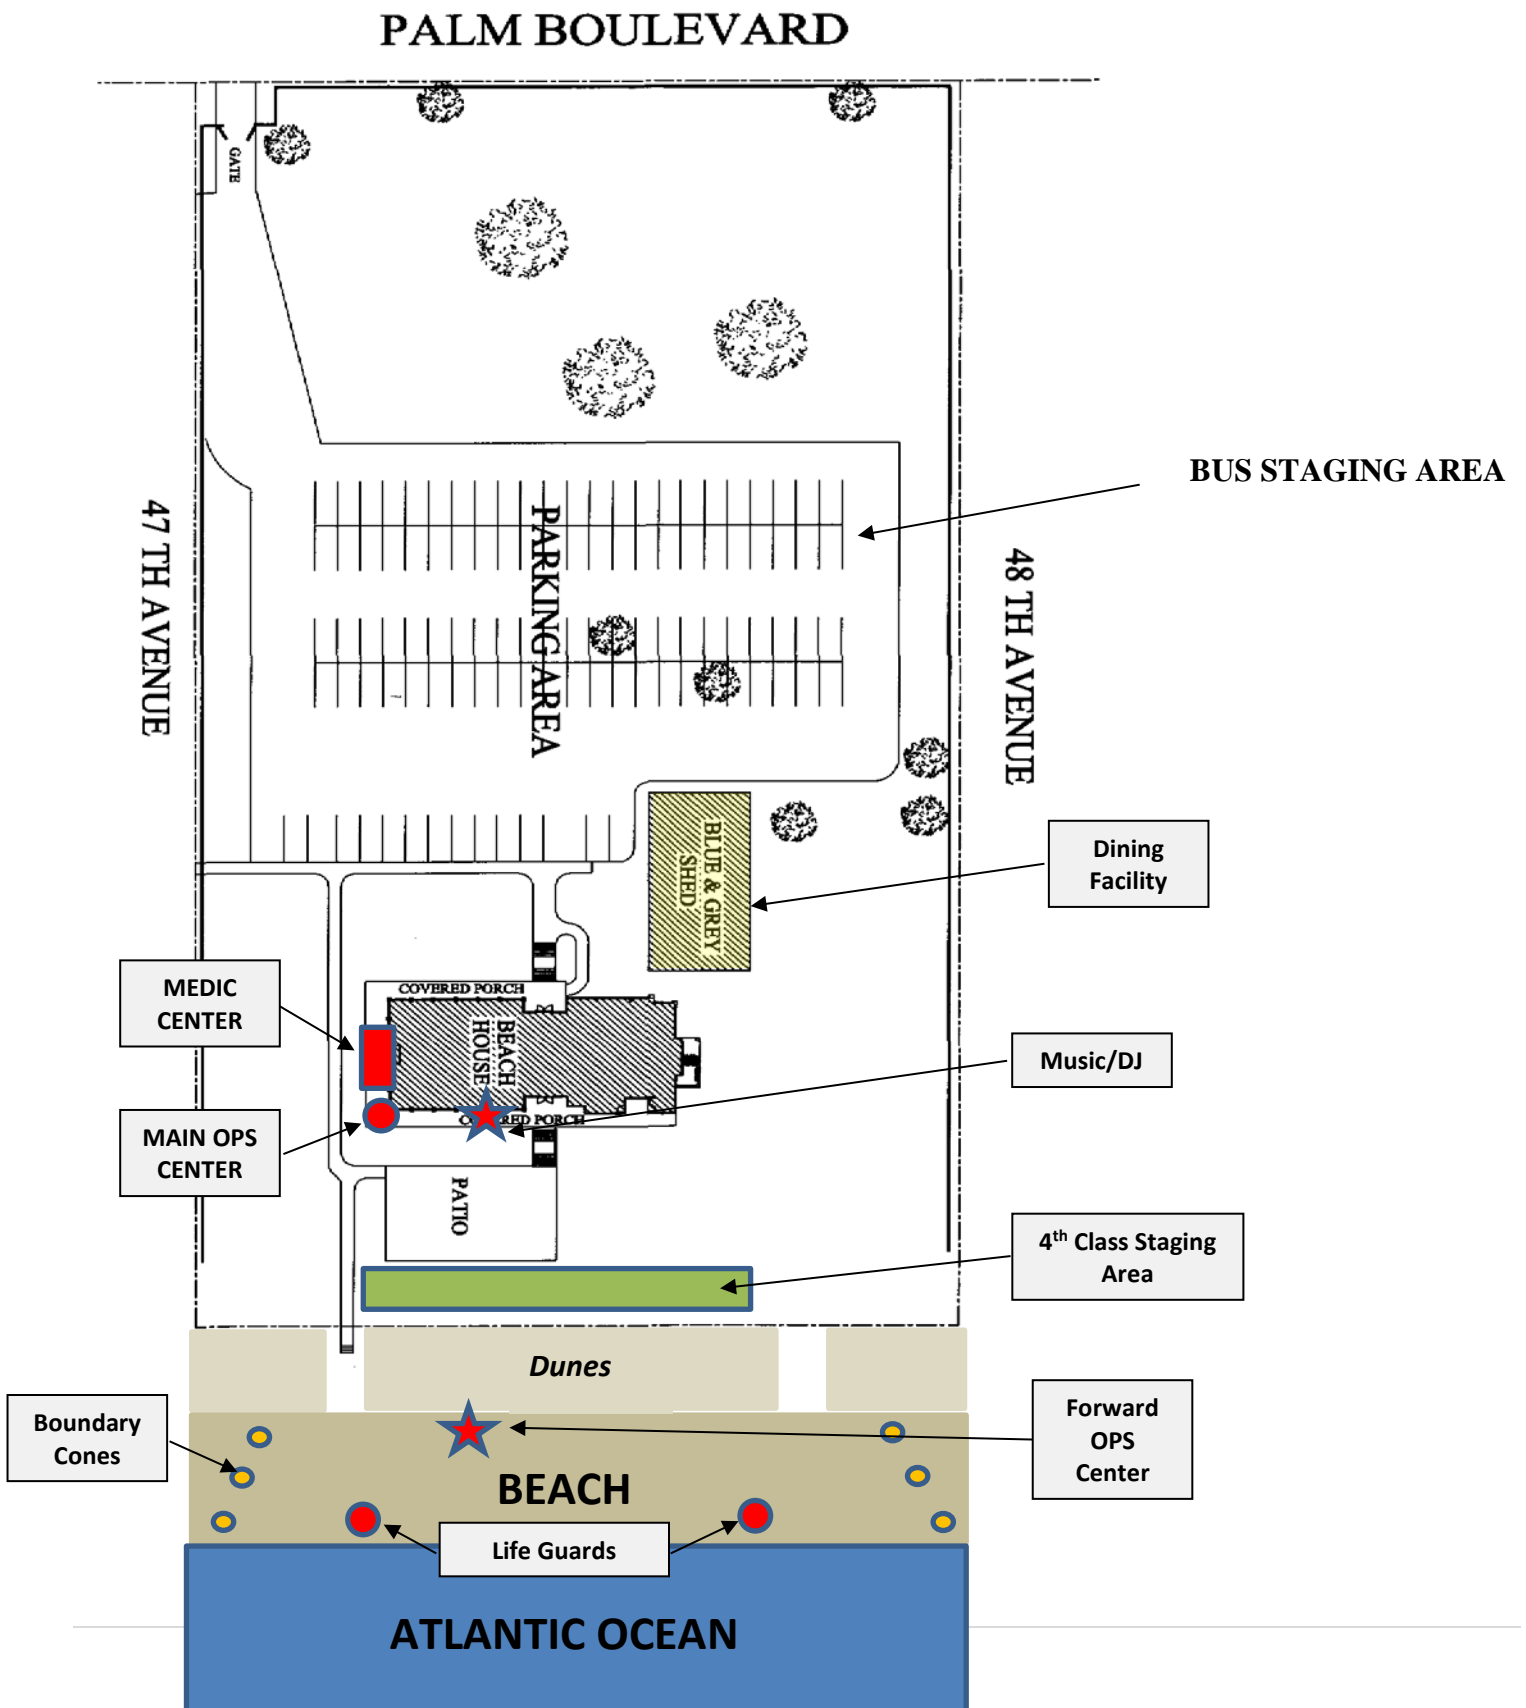 PALM BOULEVARD
GATE
BUS STAGING AREA
PARKING AREA
47 TH AVENUE
48 TH AVENUE
Dining
Facility
BLUE & GREY
SHED
MEDIC
CENTER
COVERED PORCH
BEACH
HOUSE
Music/DJ
MAIN OPS
CENTER
COVERED PORCH
PATIO
4th Class Staging
Area
Dunes
Boundary
Cones
Forward
OPS
Center
BEACH
Life Guards
ATLANTIC OCEAN